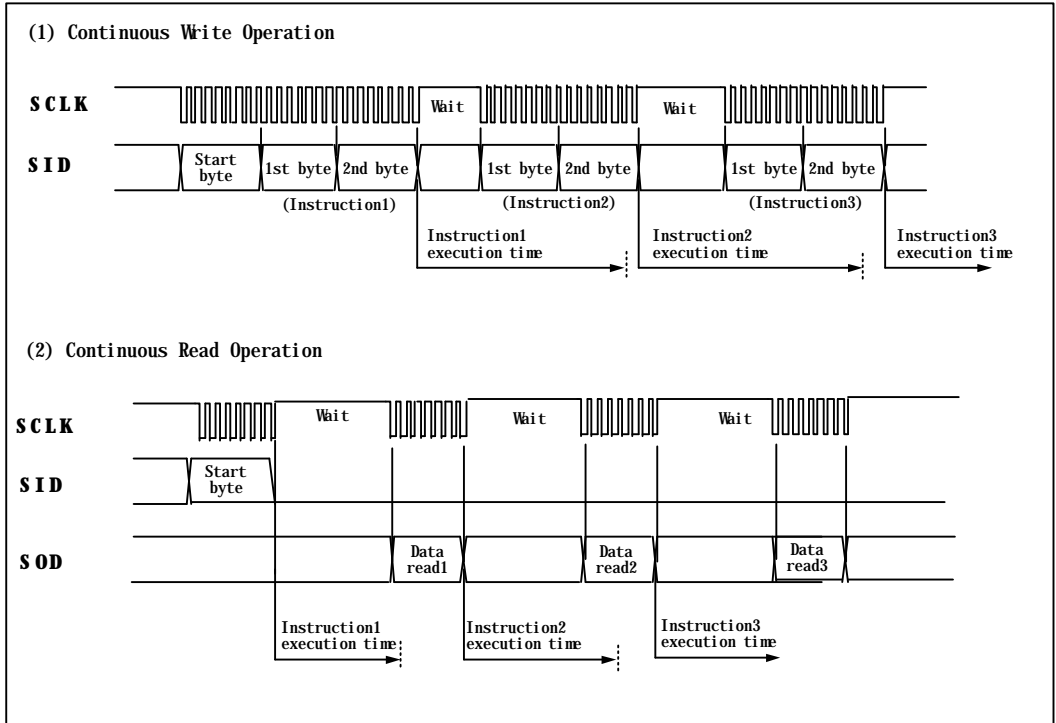 (1) Continuous Write Operation
SCLK
Wait
Wait
SID
Start
byte
1st byte
2nd byte
1st byte
2nd byte
1st byte
2nd byte
(Instruction1)
(Instruction2)
(Instruction3)
Instruction1
execution time
Instruction2
execution time
Instruction3
execution time
(2) Continuous Read Operation
SCLK
Wait
Wait
Wait
SID
Start
byte
SOD
Data
read1
Data
read2
Data
read3
Instruction1
execution time
Instruction2
execution time
Instruction3
execution time